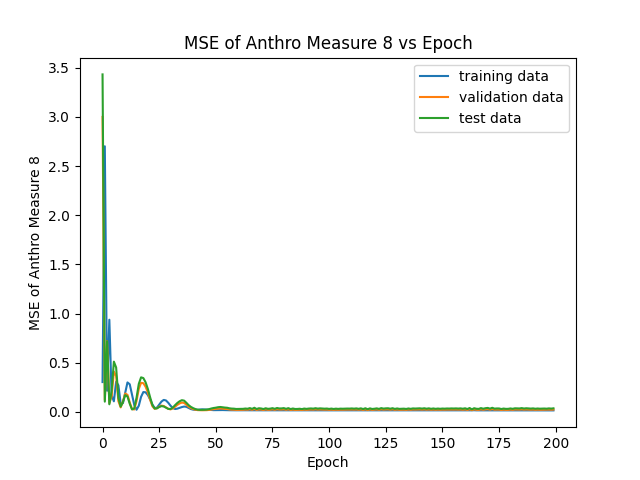 MSE of Anthro Measure 8 vs Epoch
training data
validation data
test data
MSE of Anthro Measure 8
3.5
3.0
2.5
2.0
1.5
1.0
0.5
0.0
0
25
50
75
100
125
150
175
200
Epoch